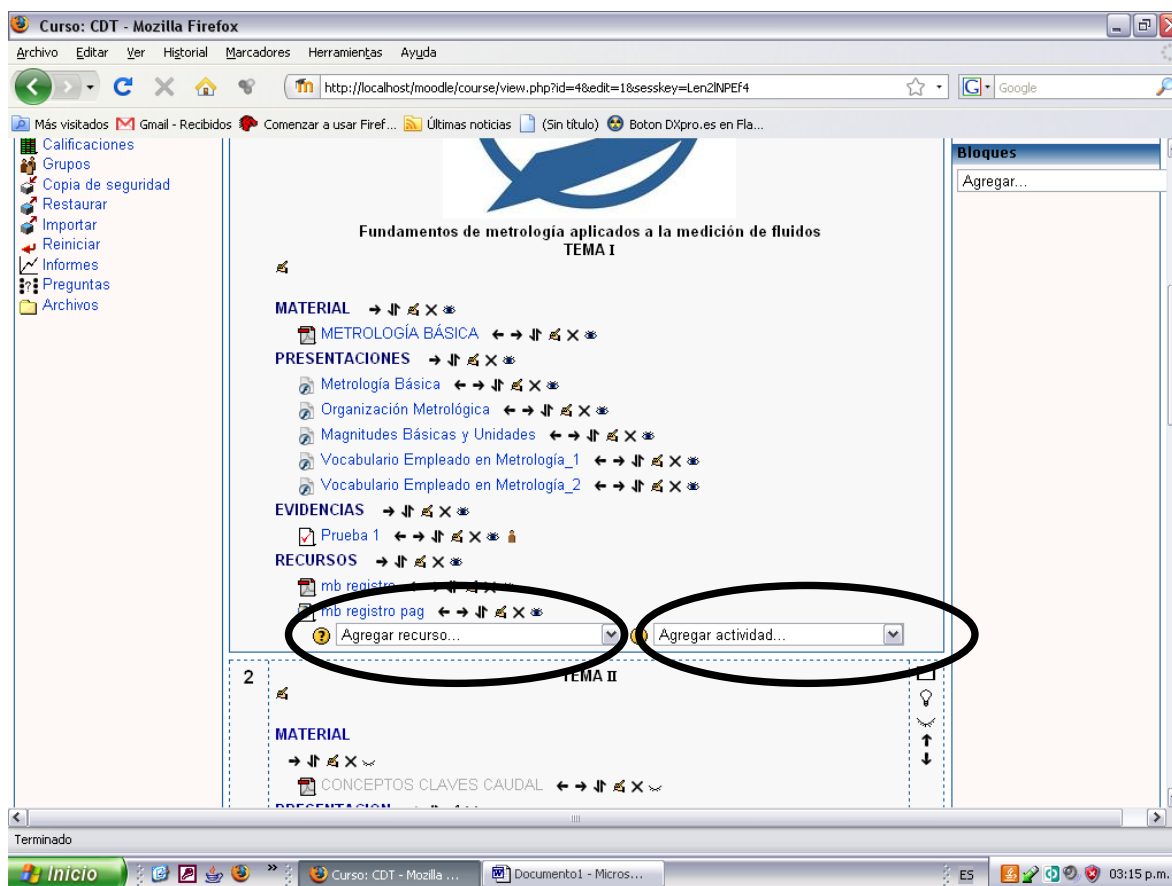 Curso: CDT - Mozilla Firefox
Archivo Editar Ver Historial Marcadores Herramientas Ayuda
http://localhost/moodle/course/view.php?id=4&edit=1&sesskey=Len2lNPEf4
G Google
Más visitados Gmail - Recibidos Comenzar a usar Firef... Últimas noticias (Sin título) Boton DXpro.es en Fla...
Calificaciones
Grupos
Copia de seguridad
Restaurar
Importar
Reiniciar
Informes
Preguntas
Archivos
Fundamentos de metrología aplicados a la medición de fluidos
TEMA I
MATERIAL
METROLOGÍA BÁSICA
PRESENTACIONES
Metrología Básica
Organización Metrológica
Magnitudes Básicas y Unidades
Vocabulario Empleado en Metrología_1
Vocabulario Empleado en Metrología_2
EVIDENCIAS
Prueba 1
RECURSOS
mb registro
mb registro pag
Agregar recurso... Agregar actividad...
2 TEMA II
MATERIAL
CONCEPTOS CLAVES CAUDAL
PRESENTACION
Bloques
Agregar...
Terminado
Inicio » Curso: CDT - Mozilla ... Documento1 - Micros... ES 03:15 p.m.